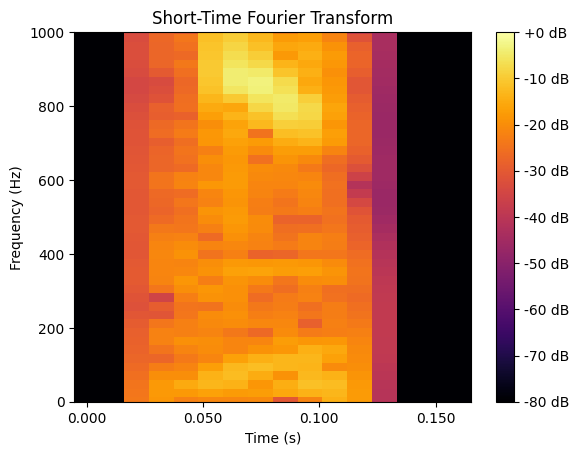 Short-Time Fourier Transform
1000
800
600
400
200
0
Frequency (Hz)
0.000
0.050
0.100
0.150
Time (s)
+0 dB
-10 dB
-20 dB
-30 dB
-40 dB
-50 dB
-60 dB
-70 dB
-80 dB